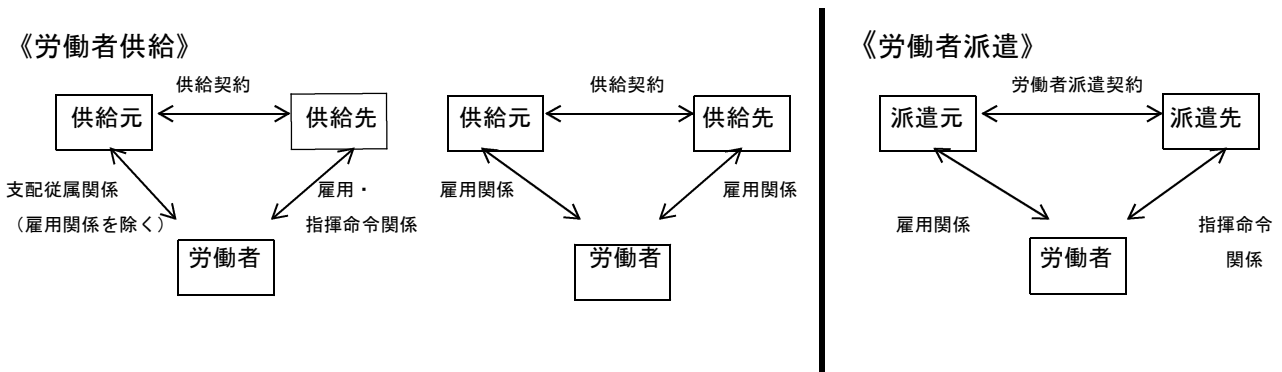 《労働者供給》
供給契約
供給元
供給先
支配従属関係
（雇用関係を除く）
雇用・
指揮命令関係
労働者
供給契約
供給元
供給先
雇用関係
雇用関係
労働者
《労働者派遣》
労働者派遣契約
派遣元
派遣先
雇用関係
指揮命令
関係
労働者